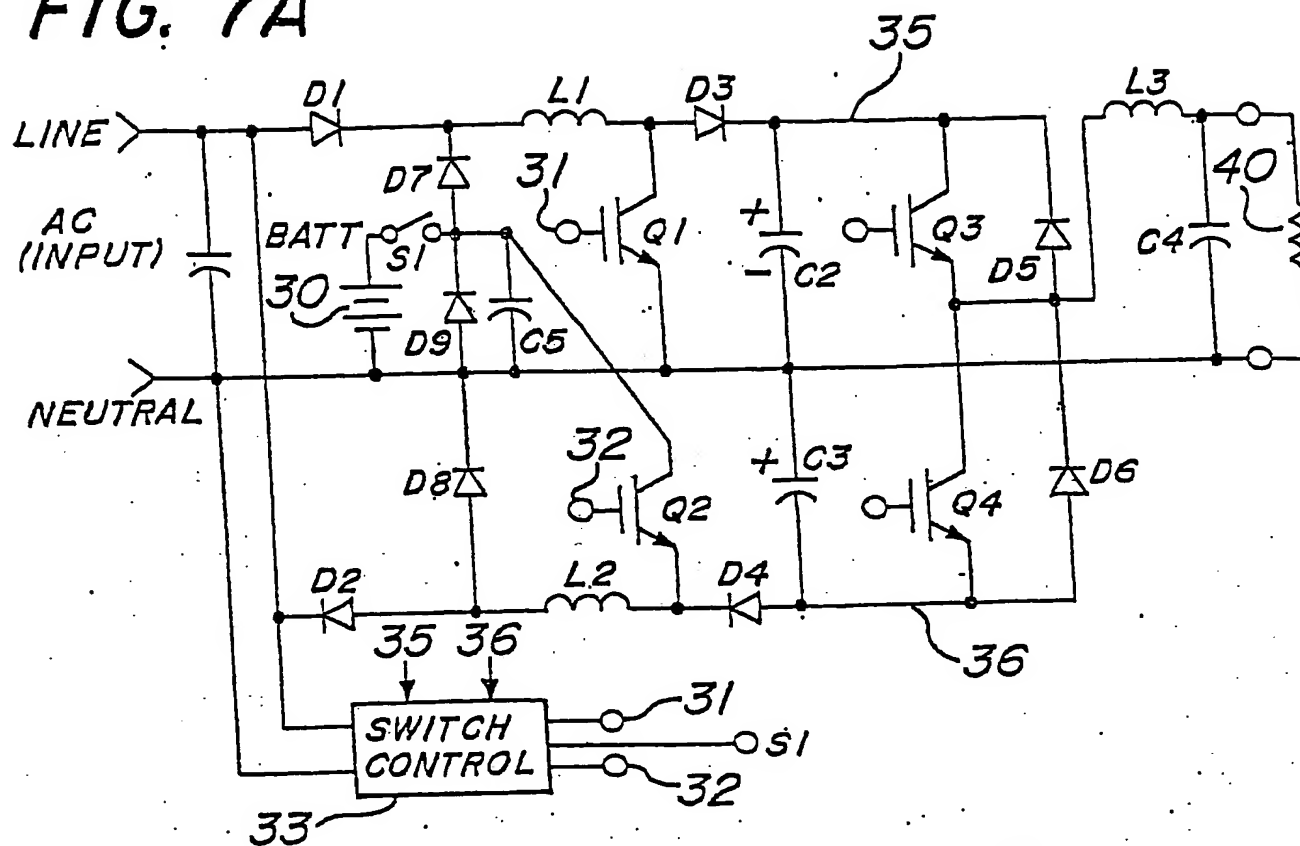 FIG. 7A
35
D1
L1
D3
L3
LINE
D7
31
40
AC
(INPUT)
BATT
S1
Q1
+
Q3
D5
C4
30
D9
C5
-
C2
NEUTRAL
32
D8
Q2
+
C3
Q4
D6
D2
L2
D4
35
36
36
SWITCH
CONTROL
31
S1
32
33